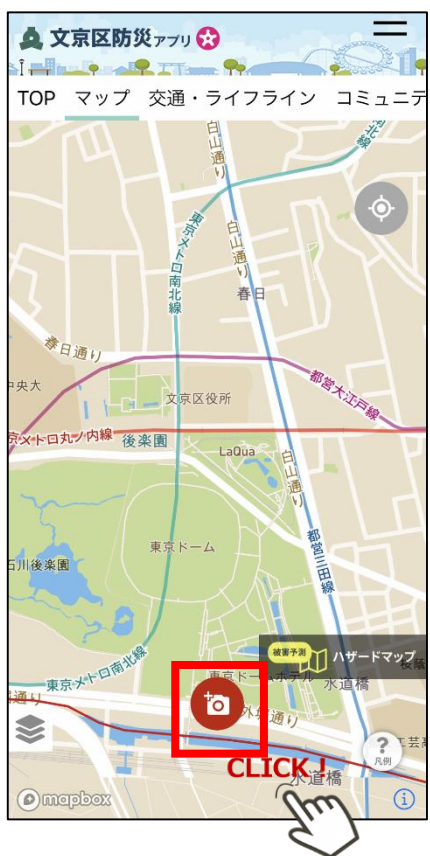 文京区防災アプリ
TOP マップ 交通・ライフライン コミュニテ
南北線
白山通り
東京メトロ南北線
白山通り
春日
春日通り
中央大
都営大江戸線
文京区役所
京メトロ丸ノ内線
後楽園
LaQua
白山通り
東京ドーム
都営三田線
石川後楽園
被害予測
ハザードマップ
東京メトロ南北線
東京ドームホテル
水道橋
外堀通り
?
凡例
工芸高
CLICK!
水道橋
mapbox
i